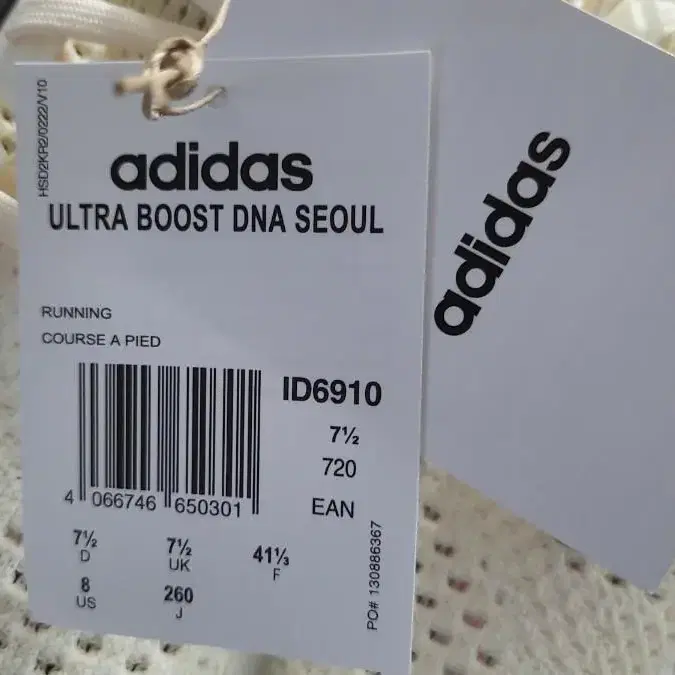 HSD2KR2/0222/V10
adidas
ULTRA BOOST DNA SEOUL
RUNNING
COURSE A PIED
ID6910
7½
720
EAN
4 066746 650301
7½ 7½ 41⅓
D UK F
8 260
US J
PO# 130886367
adidas